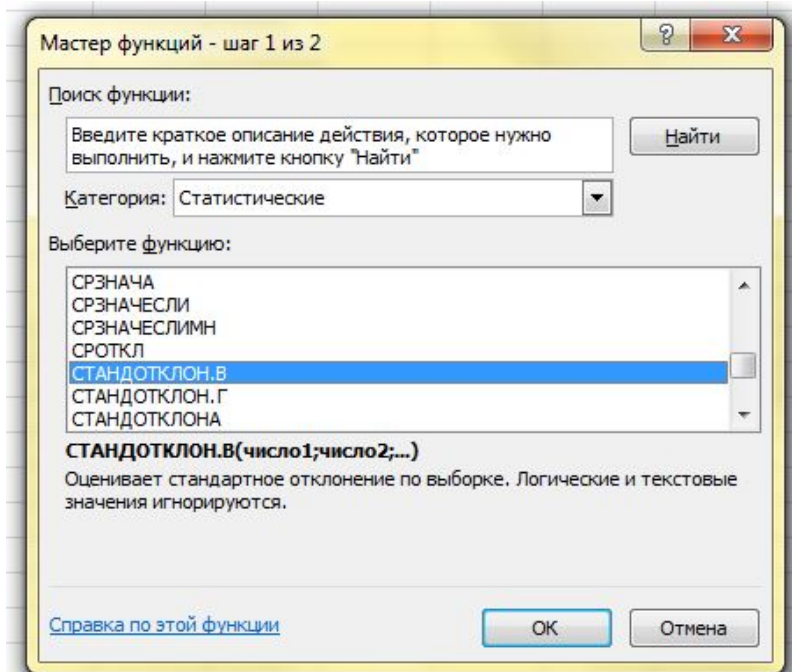 Мастер функций - шаг 1 из 2
Поиск функции:
Введите краткое описание действия, которое нужно
выполнить, и нажмите кнопку "Найти"
Найти
Категория: Статистические
Выберите функцию:
СРЗНАЧА
СРЗНАЧЕСЛИ
СРЗНАЧЕСЛИМН
СРОТКЛ
СТАНДОТКЛОН.В
СТАНДОТКЛОН.Г
СТАНДОТКЛОНА
СТАНДОТКЛОН.В(число1;число2;...)
Оценивает стандартное отклонение по выборке. Логические и текстовые
значения игнорируются.
Справка по этой функции
ОК
Отмена